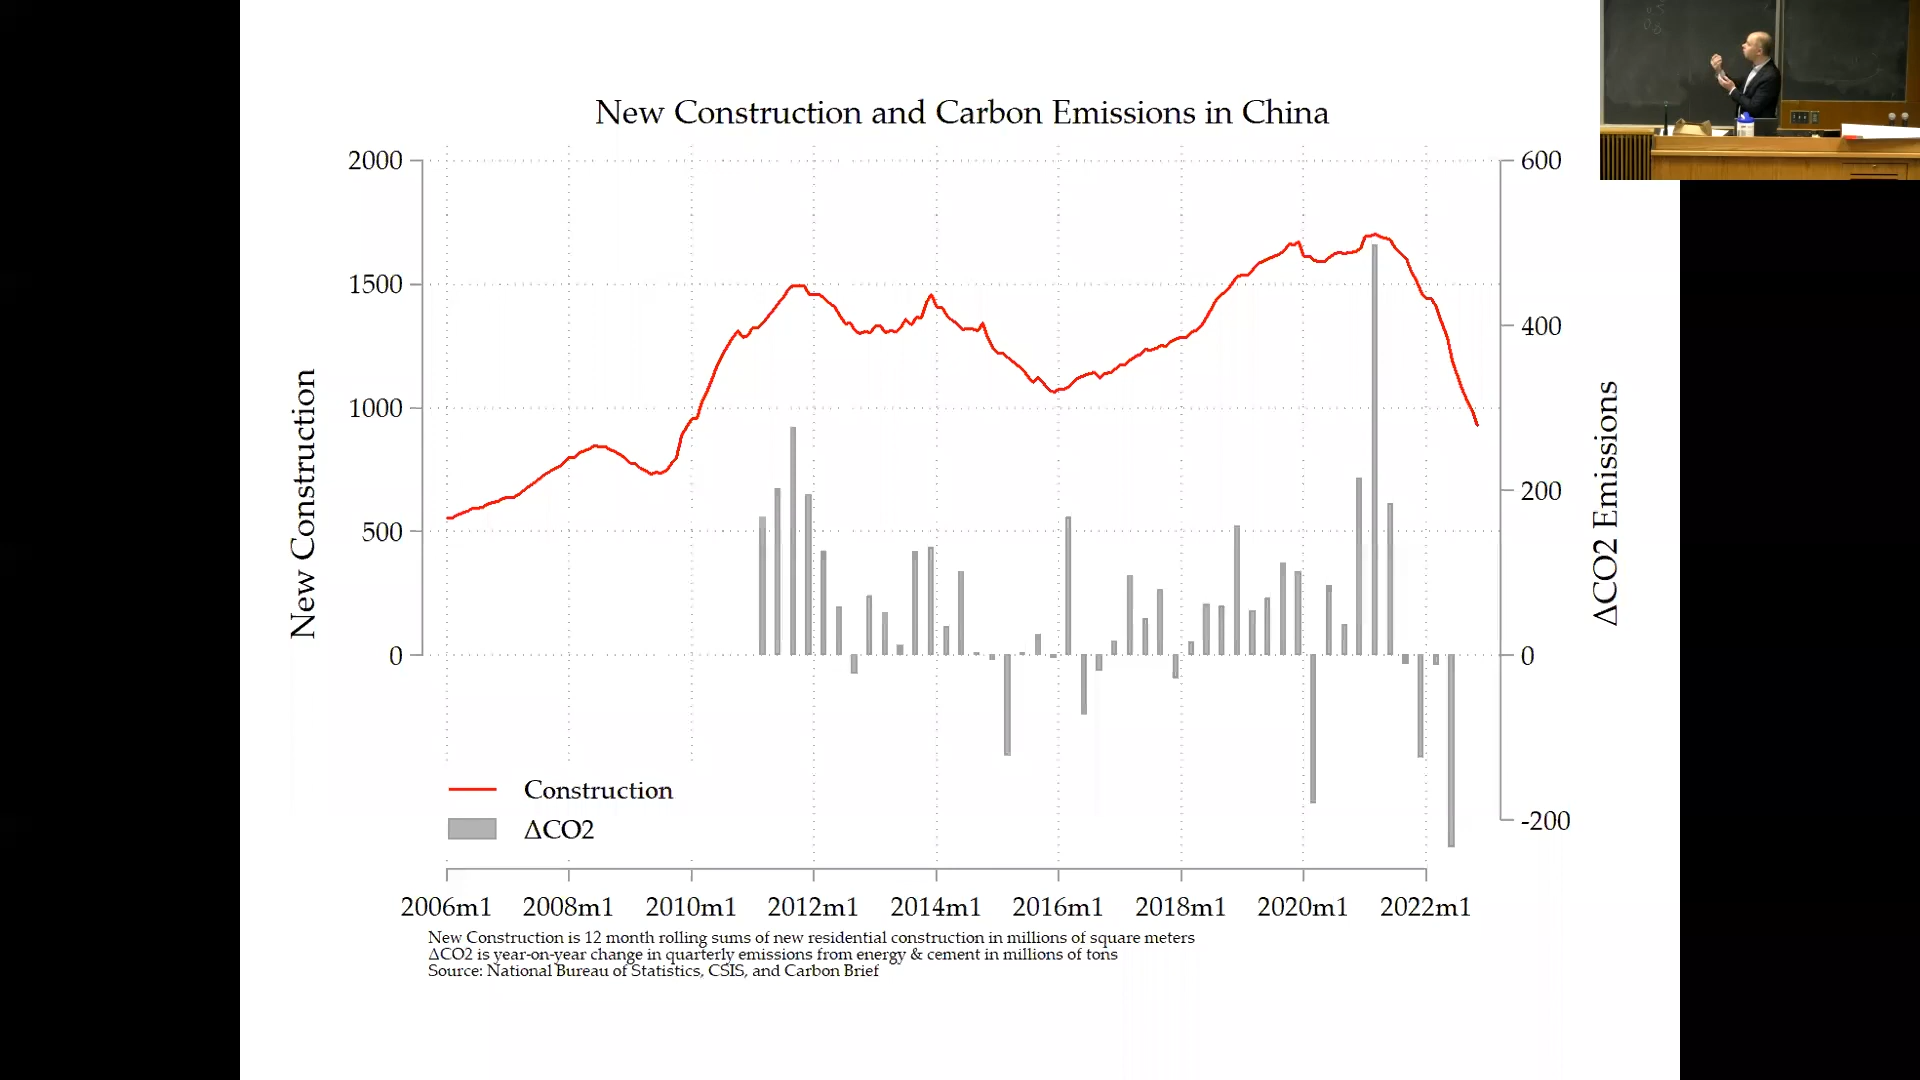 New Construction and Carbon Emissions in China
2000
1500
1000
500
0
New Construction
600
400
200
0
-200
ΔCO2 Emissions
Construction
ΔCO2
2006m1 2008m1 2010m1 2012m1 2014m1 2016m1 2018m1 2020m1 2022m1
New Construction is 12 month rolling sums of new residential construction in millions of square meters
ΔCO2 is year-on-year change in quarterly emissions from energy & cement in millions of tons
Source: National Bureau of Statistics, CSIS, and Carbon Brief